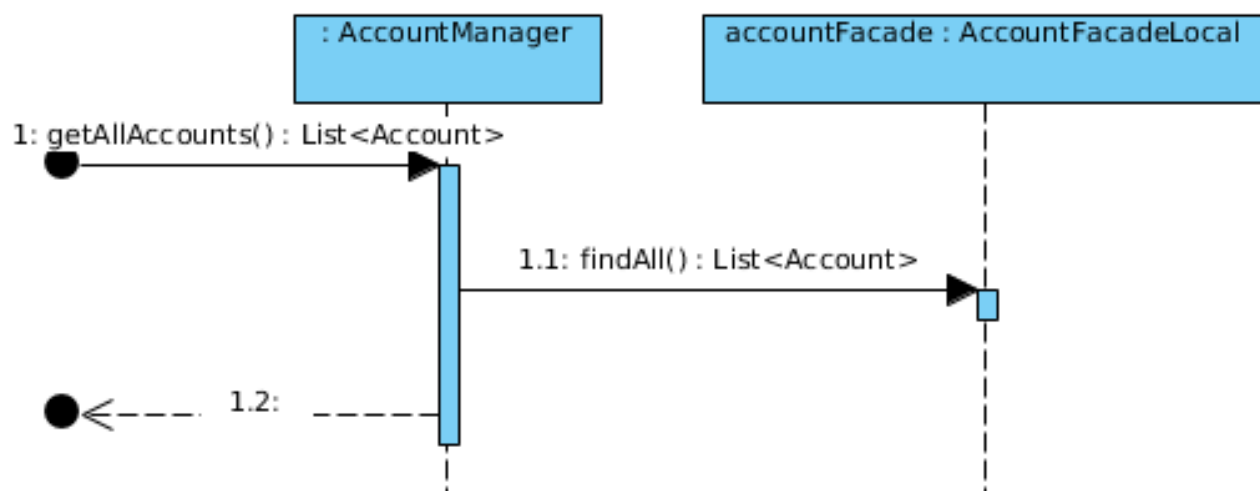 : AccountManager
accountFacade : AccountFacadeLocal
1: getAllAccounts() : List<Account>
1.1: findAll() : List<Account>
1.2: